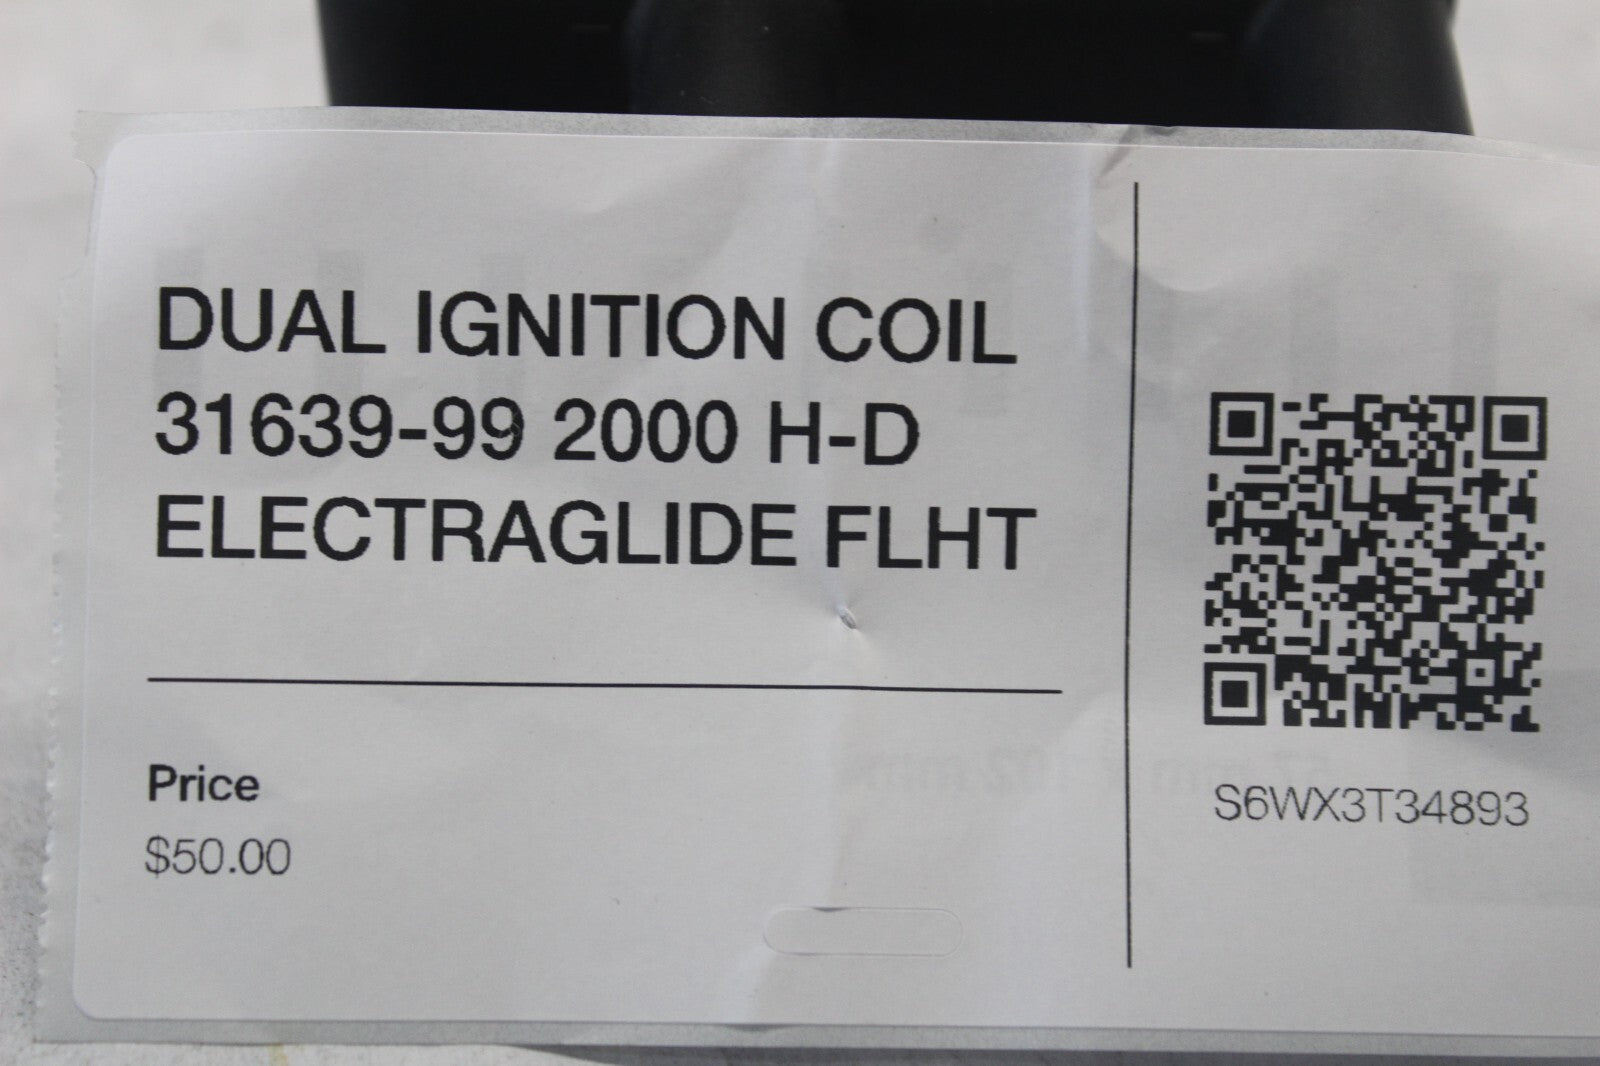 DUAL IGNITION COIL
31639-99 2000 H-D
ELECTRAGLIDE FLHT
Price
$50.00
S6WX3T34893